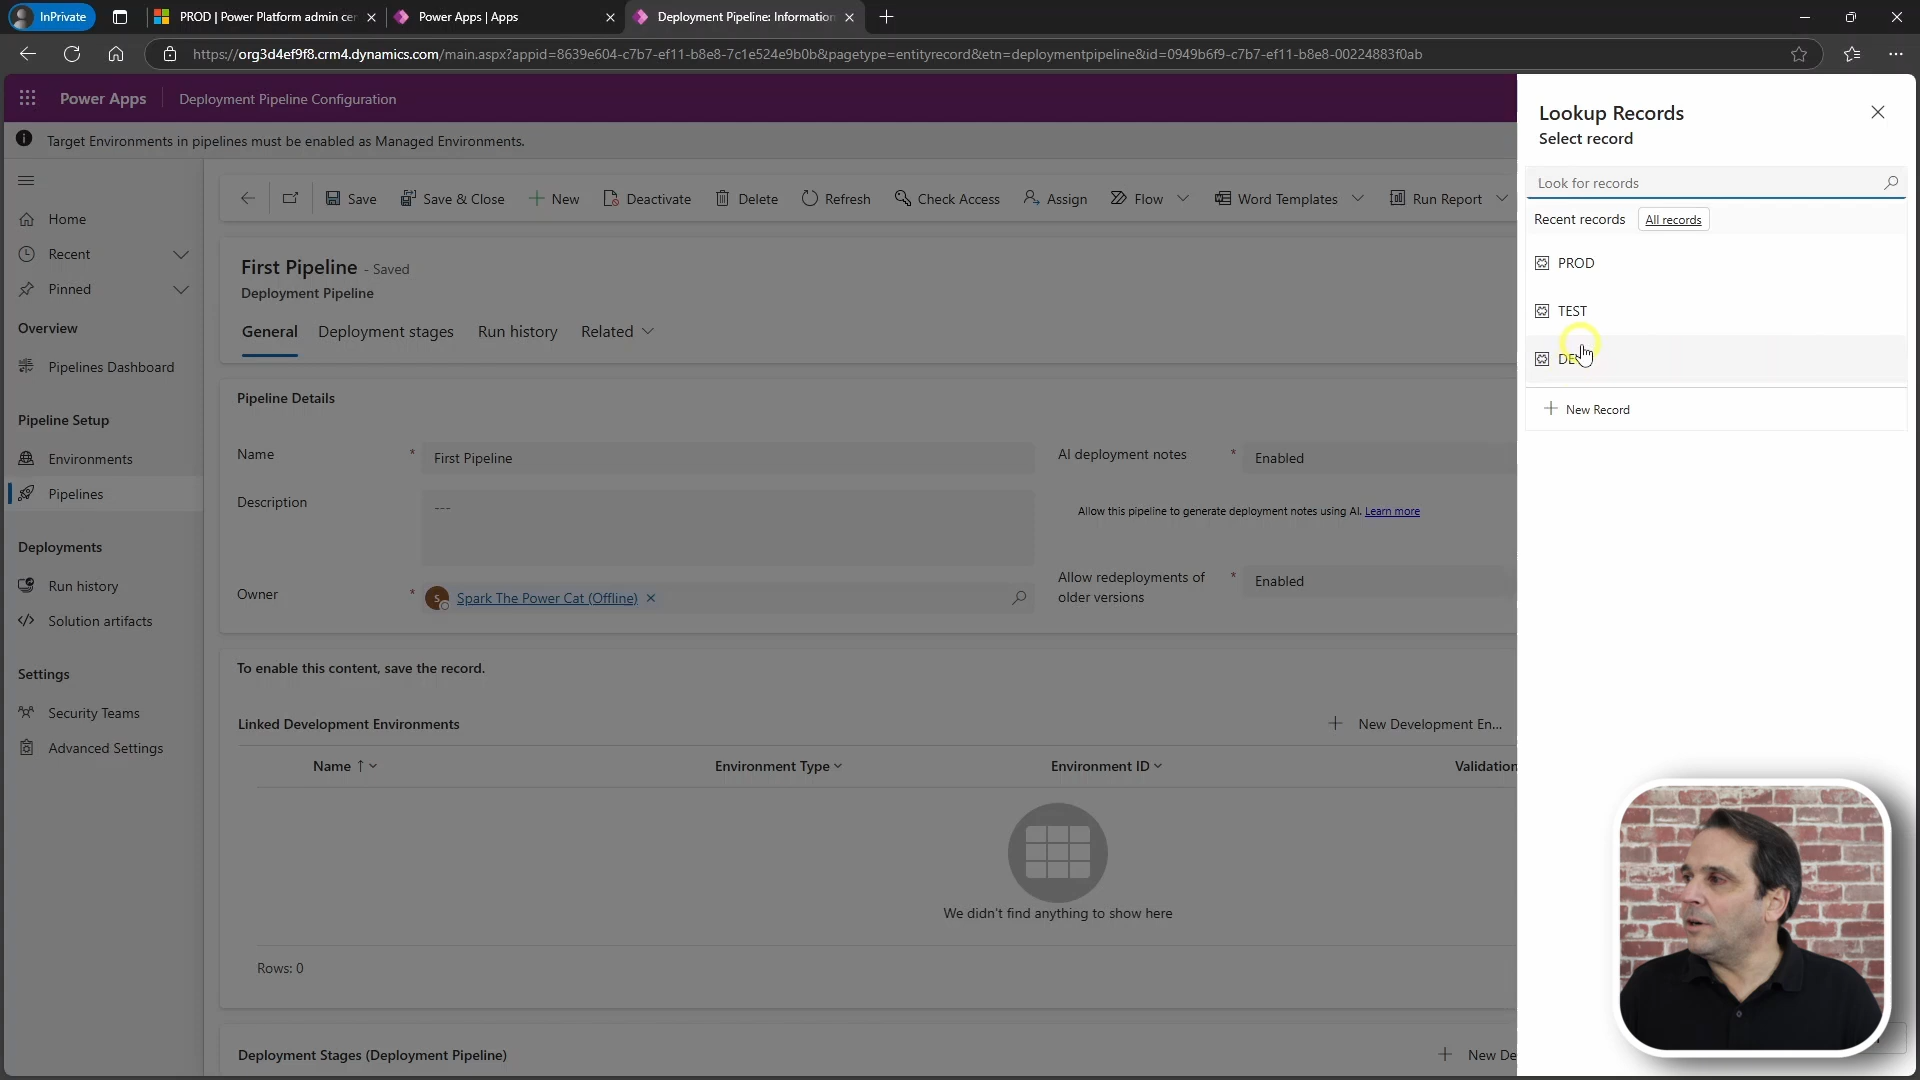 InPrivate
PROD | Power Platform admin cer
Power Apps | Apps
Deployment Pipeline: Information
https://org3d4ef9f8.crm4.dynamics.com/main.aspx?appid=8639e604-c7b7-ef11-b8e8-7c1e524e9b0b&pagetype=entityrecord&etn=deploymentpipeline&id=0949b6f9-c7b7-ef11-b8e8-00224883f0ab
Power Apps
Deployment Pipeline Configuration
Target Environments in pipelines must be enabled as Managed Environments.
Home
Recent
Pinned
Overview
Pipelines Dashboard
Pipeline Setup
Environments
Pipelines
Deployments
Run history
Solution artifacts
Settings
Security Teams
Advanced Settings
Save
Save & Close
New
Deactivate
Delete
Refresh
Check Access
Assign
Flow
Word Templates
Run Report
First Pipeline - Saved
Deployment Pipeline
General
Deployment stages
Run history
Related
Pipeline Details
Name *
First Pipeline
Description
---
Owner *
S
Spark The Power Cat (Offline)
AI deployment notes *
Enabled
Allow this pipeline to generate deployment notes using AI. Learn more
Allow redeployments of
older versions
*
Enabled
To enable this content, save the record.
Linked Development Environments
New Development En...
Name
Environment Type
Environment ID
Validation
We didn't find anything to show here
Rows: 0
Deployment Stages (Deployment Pipeline)
New De
Lookup Records
Select record
Look for records
Recent records
All records
PROD
TEST
New Record